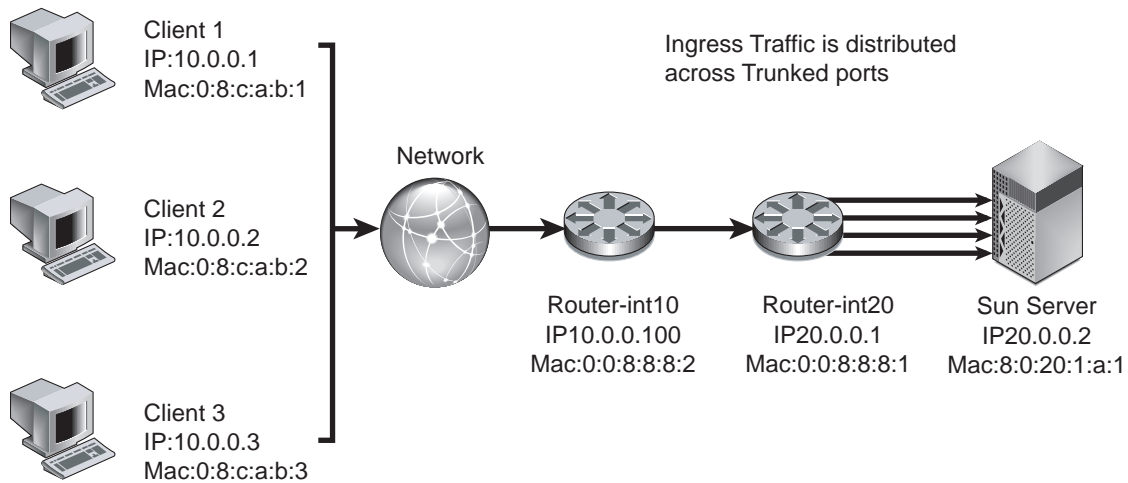 Client 1
IP:10.0.0.1
Mac:0:8:c:a:b:1
Ingress Traffic is distributed
across Trunked ports
Network
Client 2
IP:10.0.0.2
Mac:0:8:c:a:b:2
Router-int10
IP10.0.0.100
Mac:0:0:8:8:8:2
Router-int20
IP20.0.0.1
Mac:0:0:8:8:8:1
Sun Server
IP20.0.0.2
Mac:8:0:20:1:a:1
Client 3
IP:10.0.0.3
Mac:0:8:c:a:b:3